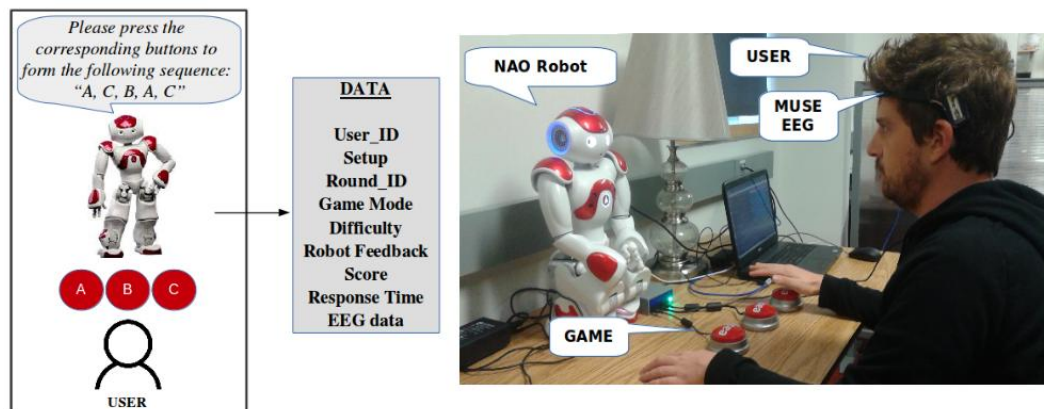 Please press the
corresponding buttons to
form the following sequence:
“A, C, B, A, C”
A
B
C
USER
DATA
User_ID
Setup
Round_ID
Game Mode
Difficulty
Robot Feedback
Score
Response Time
EEG data
NAO Robot
USER
MUSE
EEG
GAME